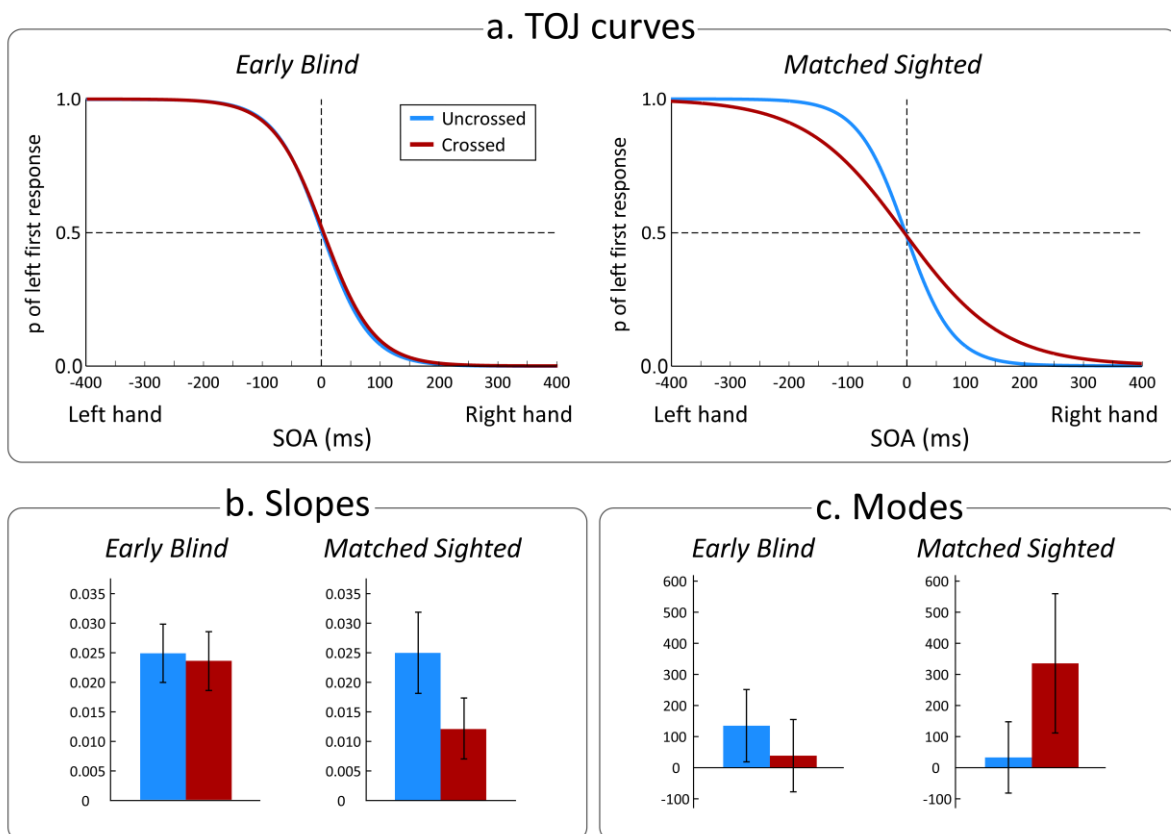 a. TOJ curves
Early Blind
Matched Sighted
Uncrossed
Crossed
p of left first response
1.0
0.5
0.0
-400 -300 -200 -100 0 100 200 300 400
Left hand Right hand
SOA (ms)
p of left first response
1.0
0.5
0.0
-400 -300 -200 -100 0 100 200 300 400
Left hand Right hand
SOA (ms)
b. Slopes
Early Blind
0.035
0.030
0.025
0.020
0.015
0.010
0.005
0
Matched Sighted
0.035
0.030
0.025
0.020
0.015
0.010
0.005
0
c. Modes
Early Blind
600
500
400
300
200
100
0
-100
Matched Sighted
600
500
400
300
200
100
0
-100